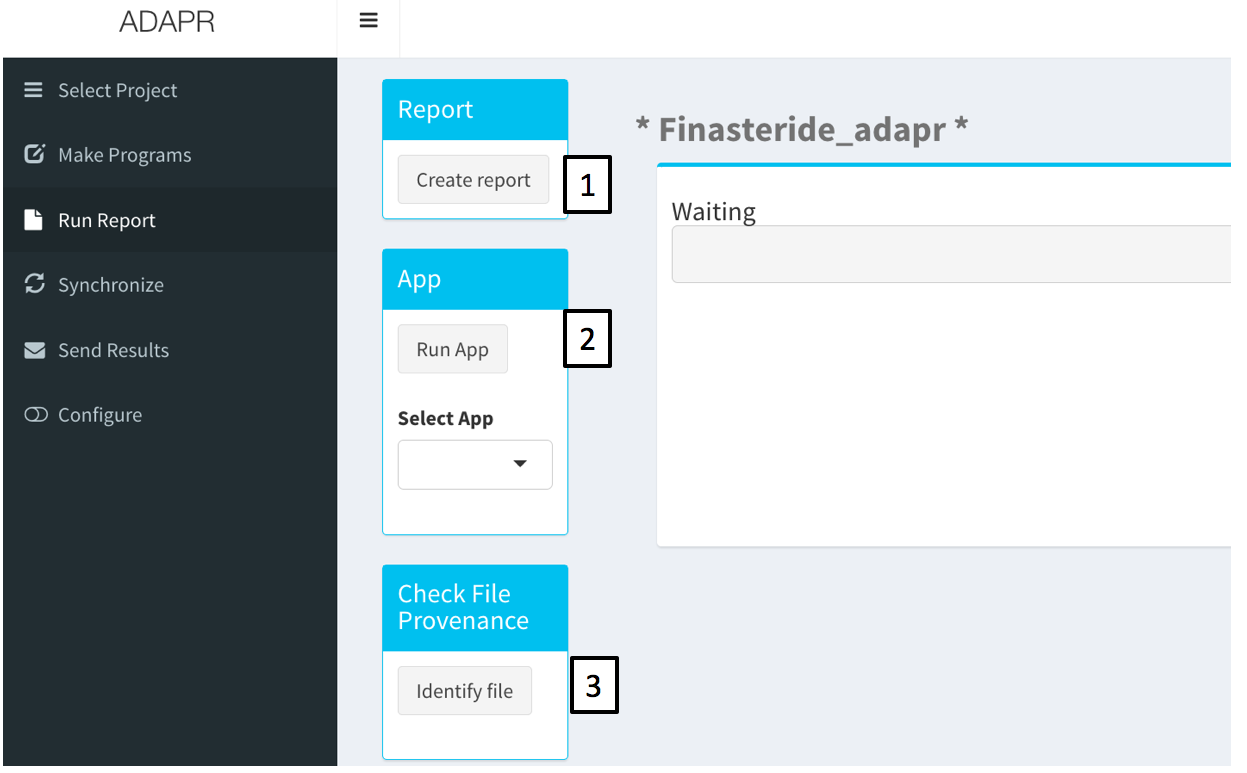 ADAPR
Select Project
Make Programs
Run Report
Synchronize
Send Results
Configure
Report
Create report
1
App
Run App
2
Select App
Check File
Provenance
Identify file
3
* Finasteride_adapr *
Waiting